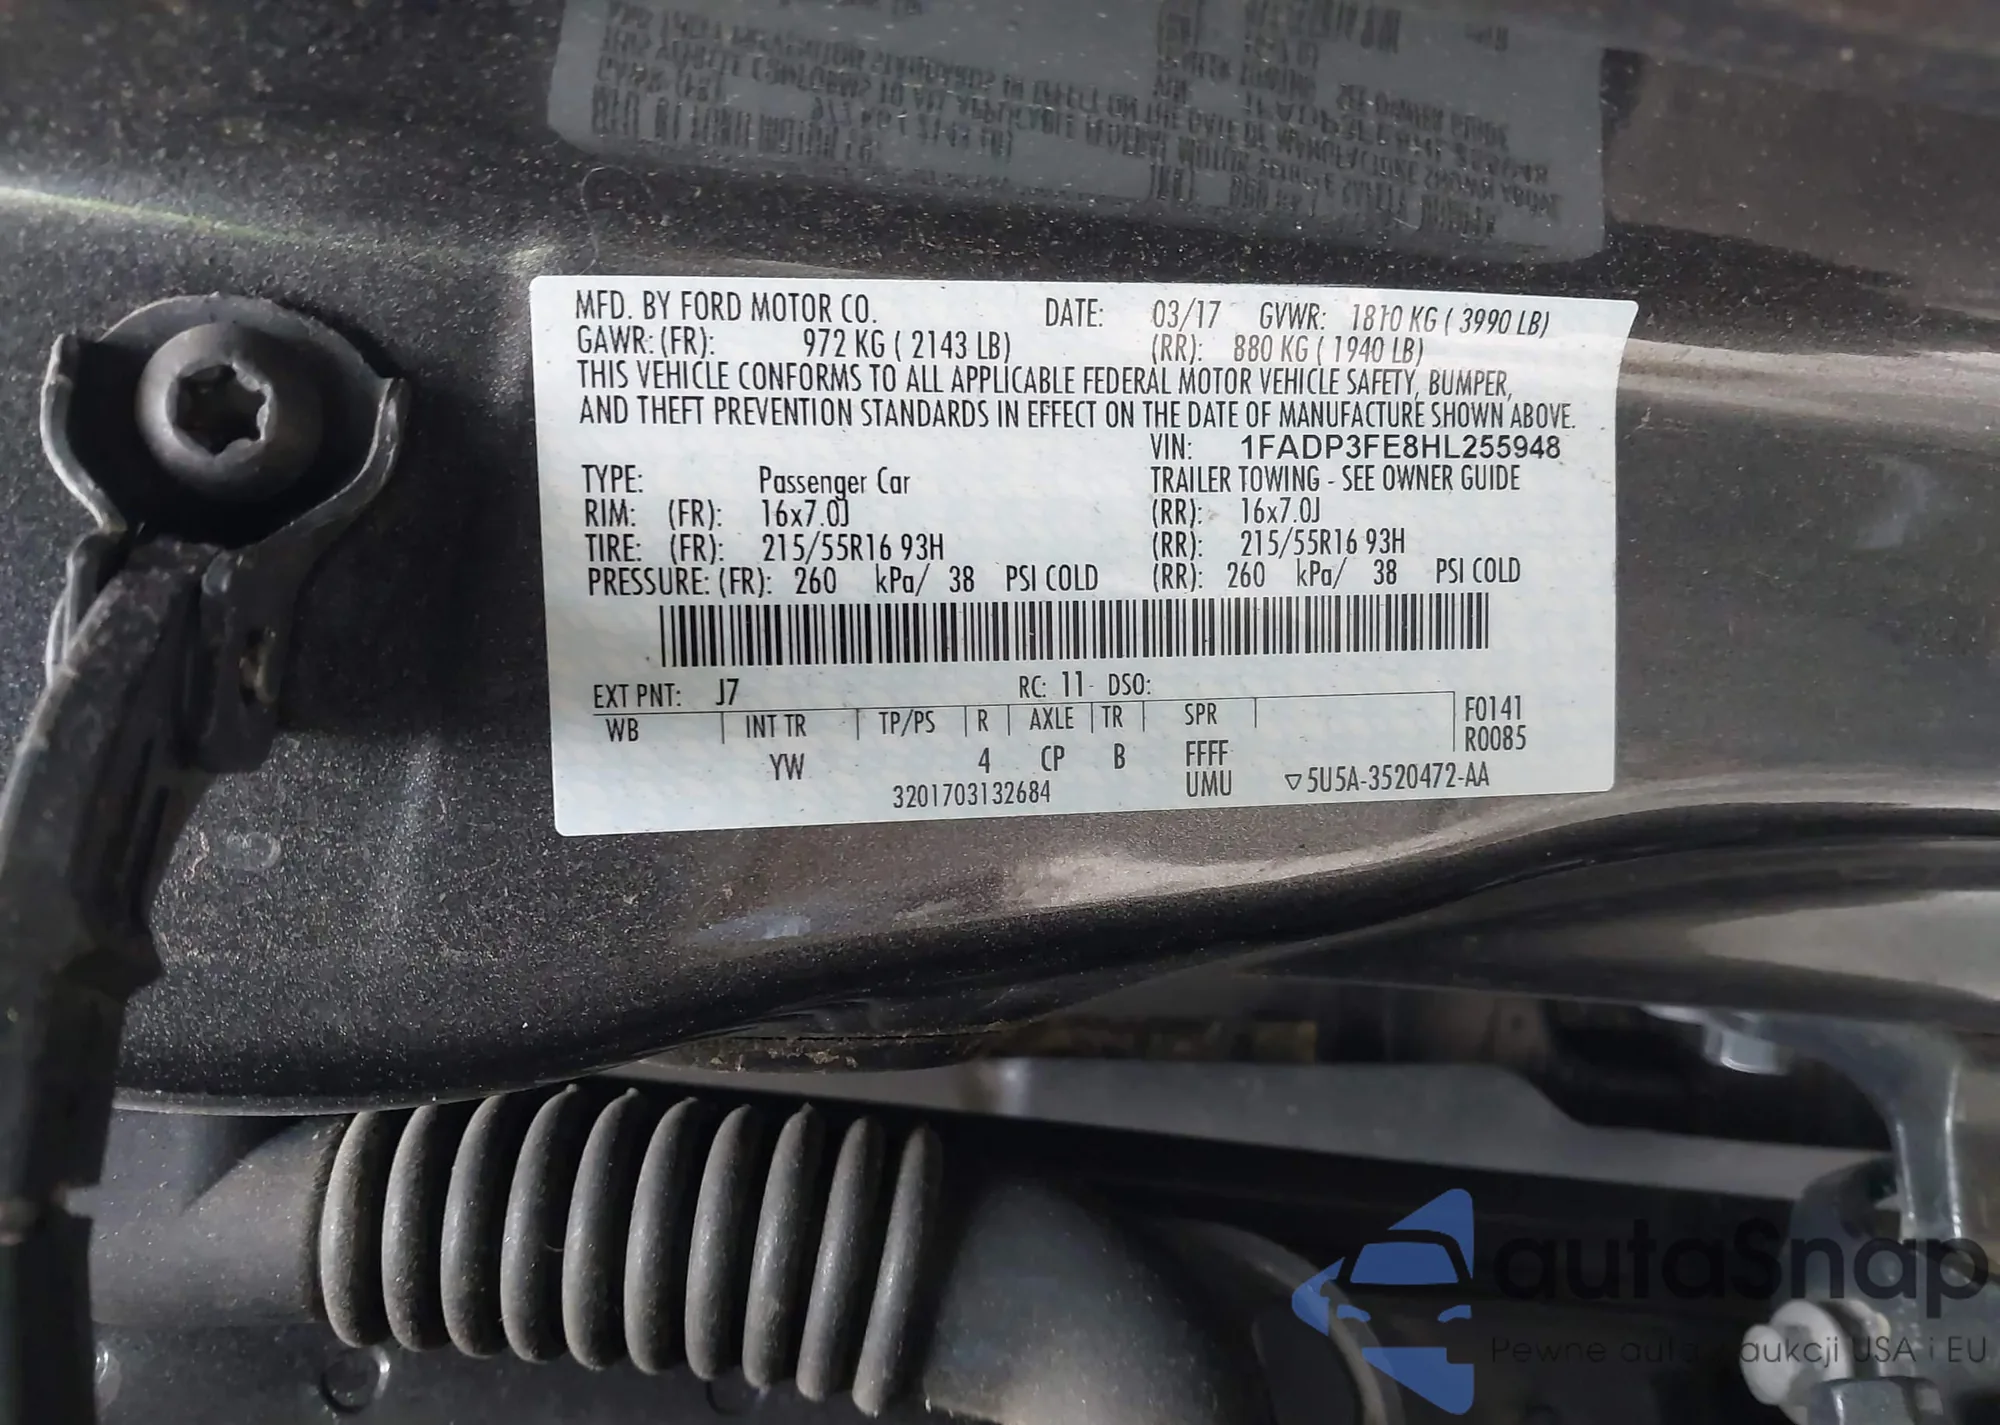 MFD. BY FORD MOTOR CO. DATE: 03/17 GVWR: 1810 KG ( 3990 LB)
GAWR: (FR): 972 KG ( 2143 LB) (RR): 880 KG ( 1940 LB)
THIS VEHICLE CONFORMS TO ALL APPLICABLE FEDERAL MOTOR VEHICLE SAFETY, BUMPER,
AND THEFT PREVENTION STANDARDS IN EFFECT ON THE DATE OF MANUFACTURE SHOWN ABOVE.
VIN: 1FADP3FE8HL255948
TYPE: Passenger Car TRAILER TOWING - SEE OWNER GUIDE
RIM: (FR): 16x7.0J (RR): 16x7.0J
TIRE: (FR): 215/55R16 93H (RR): 215/55R16 93H
PRESSURE: (FR): 260 kPa/ 38 PSI COLD (RR): 260 kPa/ 38 PSI COLD
EXT PNT: J7 RC: 11 DSO:
WB INT TR TP/PS R AXLE TR SPR F0141
R0085
YW 4 CP B FFFF
3201703132684 UMU ▽5U5A-3520472-AA
autaSnap
Pewne auta z aukcji USA i EU